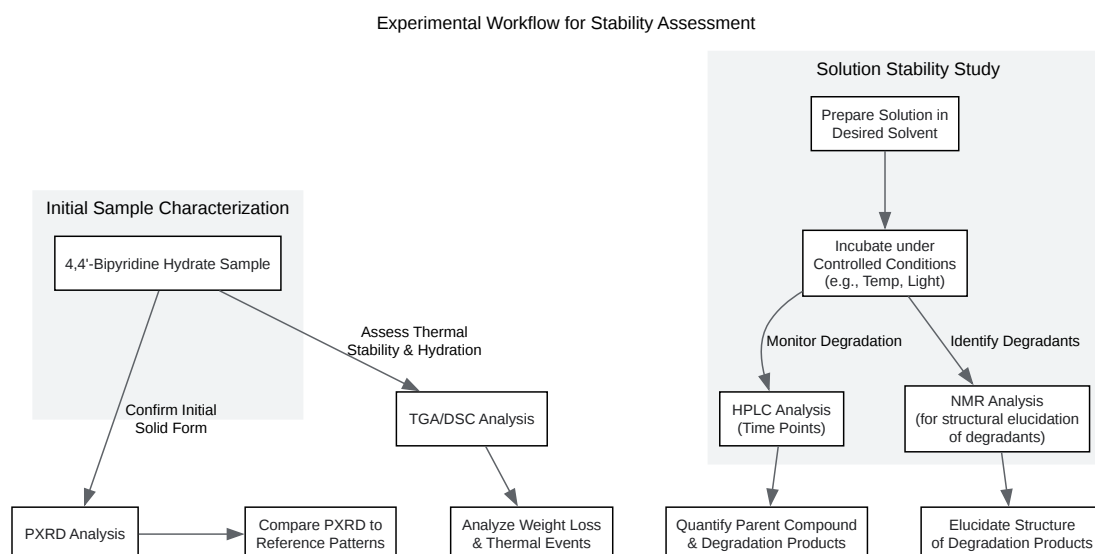 Experimental Workflow for Stability Assessment
Initial Sample Characterization
4,4'-Bipyridine Hydrate Sample
Assess Thermal
Stability & Hydration
Confirm Initial
Solid Form
TGA/DSC Analysis
PXRD Analysis
Compare PXRD to
Reference Patterns
Analyze Weight Loss
& Thermal Events
Solution Stability Study
Prepare Solution in
Desired Solvent
Incubate under
Controlled Conditions
(e.g., Temp, Light)
Monitor Degradation
Identify Degradants
HPLC Analysis
(Time Points)
NMR Analysis
(for structural elucidation
of degradants)
Quantify Parent Compound
& Degradation Products
Elucidate Structure
of Degradation Products